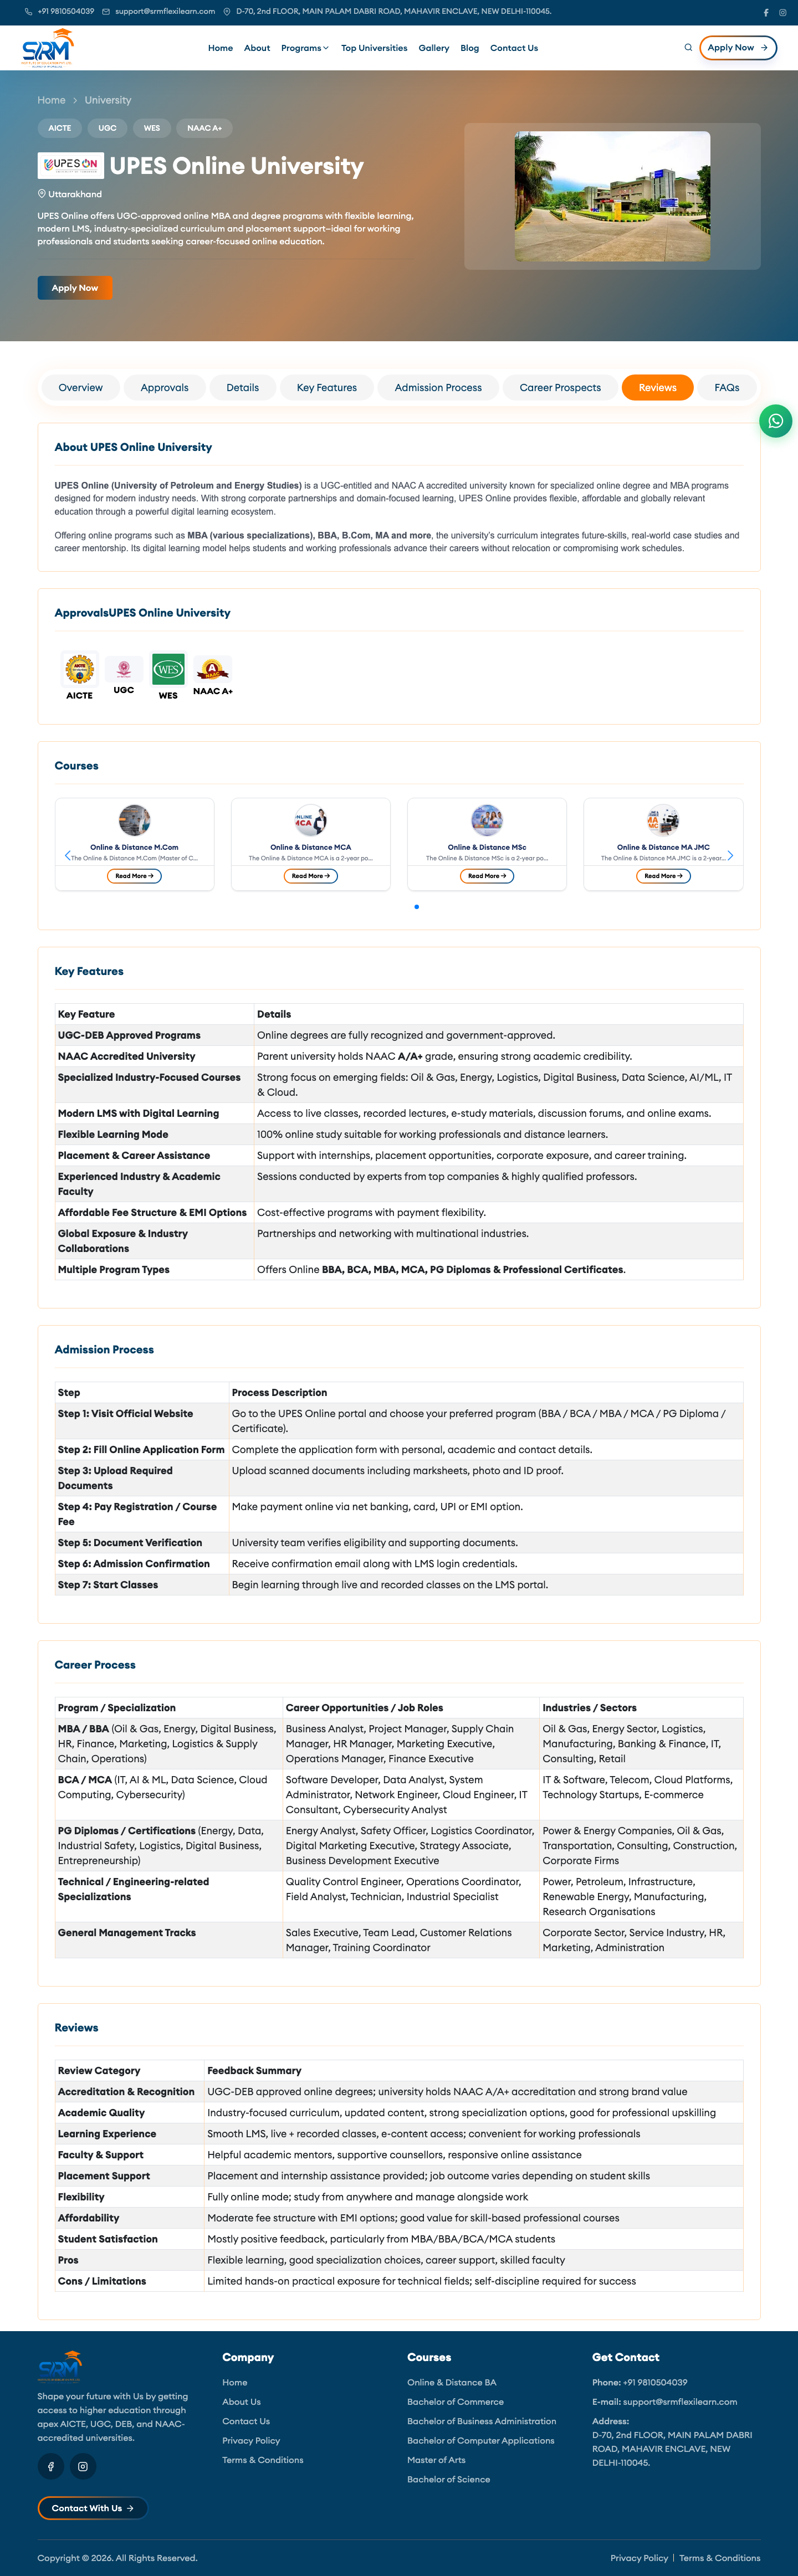 +91 9810504039 support@srmflexilearn.com D-70, 2nd FLOOR, MAIN PALAM DABRI ROAD, MAHAVIR ENCLAVE, NEW DELHI-110045.
SRM
Home About Programs Top Universities Gallery Blog Contact Us
Apply Now
Home > University
AICTE UGC WES NAAC A+
UPES ON UPES Online University
Uttarakhand
UPES Online offers UGC-approved online MBA and degree programs with flexible learning,
modern LMS, industry-specialized curriculum and placement support—ideal for working
professionals and students seeking career-focused online education.
Apply Now
Overview Approvals Details Key Features Admission Process Career Prospects Reviews FAQs
About UPES Online University
UPES Online (University of Petroleum and Energy Studies) is a UGC-entitled and NAAC A accredited university known for specialized online degree and MBA programs
designed for modern industry needs. With strong corporate partnerships and domain-focused learning, UPES Online provides flexible, affordable and globally relevant
education through a powerful digital learning ecosystem.
Offering online programs such as MBA (various specializations), BBA, B.Com, MA and more, the university's curriculum integrates future-skills, real-world case studies and
career mentorship. Its digital learning model helps students and working professionals advance their careers without relocation or compromising work schedules.
ApprovalsUPES Online University
WES
AICTE UGC WES NAAC A+
Courses
Online & Distance M.Com
The Online & Distance M.Com (Master of C...
Read More →
ONLINE MCA
Online & Distance MCA
The Online & Distance MCA is a 2-year po...
Read More →
Online & Distance MSc
The Online & Distance MSc is a 2-year po...
Read More →
Online & Distance MA JMC
The Online & Distance MA JMC is a 2-year...
Read More →
Key Features
Key Feature Details
UGC-DEB Approved Programs Online degrees are fully recognized and government-approved.
NAAC Accredited University Parent university holds NAAC A/A+ grade, ensuring strong academic credibility.
Specialized Industry-Focused Courses Strong focus on emerging fields: Oil & Gas, Energy, Logistics, Digital Business, Data Science, AI/ML, IT
& Cloud.
Modern LMS with Digital Learning Access to live classes, recorded lectures, e-study materials, discussion forums, and online exams.
Flexible Learning Mode 100% online study suitable for working professionals and distance learners.
Placement & Career Assistance Support with internships, placement opportunities, corporate exposure, and career training.
Experienced Industry & Academic
Faculty
Sessions conducted by experts from top companies & highly qualified professors.
Affordable Fee Structure & EMI Options Cost-effective programs with payment flexibility.
Global Exposure & Industry
Collaborations
Partnerships and networking with multinational industries.
Multiple Program Types Offers Online BBA, BCA, MBA, MCA, PG Diplomas & Professional Certificates.
Admission Process
Step Process Description
Step 1: Visit Official Website Go to the UPES Online portal and choose your preferred program (BBA / BCA / MBA / MCA / PG Diploma /
Certificate).
Step 2: Fill Online Application Form Complete the application form with personal, academic and contact details.
Step 3: Upload Required
Documents
Upload scanned documents including marksheets, photo and ID proof.
Step 4: Pay Registration / Course
Fee
Make payment online via net banking, card, UPI or EMI option.
Step 5: Document Verification University team verifies eligibility and supporting documents.
Step 6: Admission Confirmation Receive confirmation email along with LMS login credentials.
Step 7: Start Classes Begin learning through live and recorded classes on the LMS portal.
Career Process
Program / Specialization Career Opportunities / Job Roles Industries / Sectors
MBA / BBA (Oil & Gas, Energy, Digital Business,
HR, Finance, Marketing, Logistics & Supply
Chain, Operations)
Business Analyst, Project Manager, Supply Chain
Manager, HR Manager, Marketing Executive,
Operations Manager, Finance Executive
Oil & Gas, Energy Sector, Logistics,
Manufacturing, Banking & Finance, IT,
Consulting, Retail
BCA / MCA (IT, AI & ML, Data Science, Cloud
Computing, Cybersecurity)
Software Developer, Data Analyst, System
Administrator, Network Engineer, Cloud Engineer, IT
Consultant, Cybersecurity Analyst
IT & Software, Telecom, Cloud Platforms,
Technology Startups, E-commerce
PG Diplomas / Certifications (Energy, Data,
Industrial Safety, Logistics, Digital Business,
Entrepreneurship)
Energy Analyst, Safety Officer, Logistics Coordinator,
Digital Marketing Executive, Strategy Associate,
Business Development Executive
Power & Energy Companies, Oil & Gas,
Transportation, Consulting, Construction,
Corporate Firms
Technical / Engineering-related
Specializations
Quality Control Engineer, Operations Coordinator,
Field Analyst, Technician, Industrial Specialist
Power, Petroleum, Infrastructure,
Renewable Energy, Manufacturing,
Research Organisations
General Management Tracks
Sales Executive, Team Lead, Customer Relations
Manager, Training Coordinator
Corporate Sector, Service Industry, HR,
Marketing, Administration
Reviews
Review Category Feedback Summary
Accreditation & Recognition UGC-DEB approved online degrees; university holds NAAC A/A+ accreditation and strong brand value
Academic Quality Industry-focused curriculum, updated content, strong specialization options, good for professional upskilling
Learning Experience Smooth LMS, live + recorded classes, e-content access; convenient for working professionals
Faculty & Support Helpful academic mentors, supportive counsellors, responsive online assistance
Placement Support Placement and internship assistance provided; job outcome varies depending on student skills
Flexibility Fully online mode; study from anywhere and manage alongside work
Affordability Moderate fee structure with EMI options; good value for skill-based professional courses
Student Satisfaction Mostly positive feedback, particularly from MBA/BBA/BCA/MCA students
Pros Flexible learning, good specialization choices, career support, skilled faculty
Cons / Limitations Limited hands-on practical exposure for technical fields; self-discipline required for success
SRM
Shape your future with Us by getting
access to higher education through
apex AICTE, UGC, DEB, and NAAC-
accredited universities.
Contact With Us →
Company
Home
About Us
Contact Us
Privacy Policy
Terms & Conditions
Courses
Online & Distance BA
Bachelor of Commerce
Bachelor of Business Administration
Bachelor of Computer Applications
Master of Arts
Bachelor of Science
Get Contact
Phone: +91 9810504039
E-mail: support@srmflexilearn.com
Address:
D-70, 2nd FLOOR, MAIN PALAM DABRI
ROAD, MAHAVIR ENCLAVE, NEW
DELHI-110045.
Copyright © 2026. All Rights Reserved.
Privacy Policy | Terms & Conditions